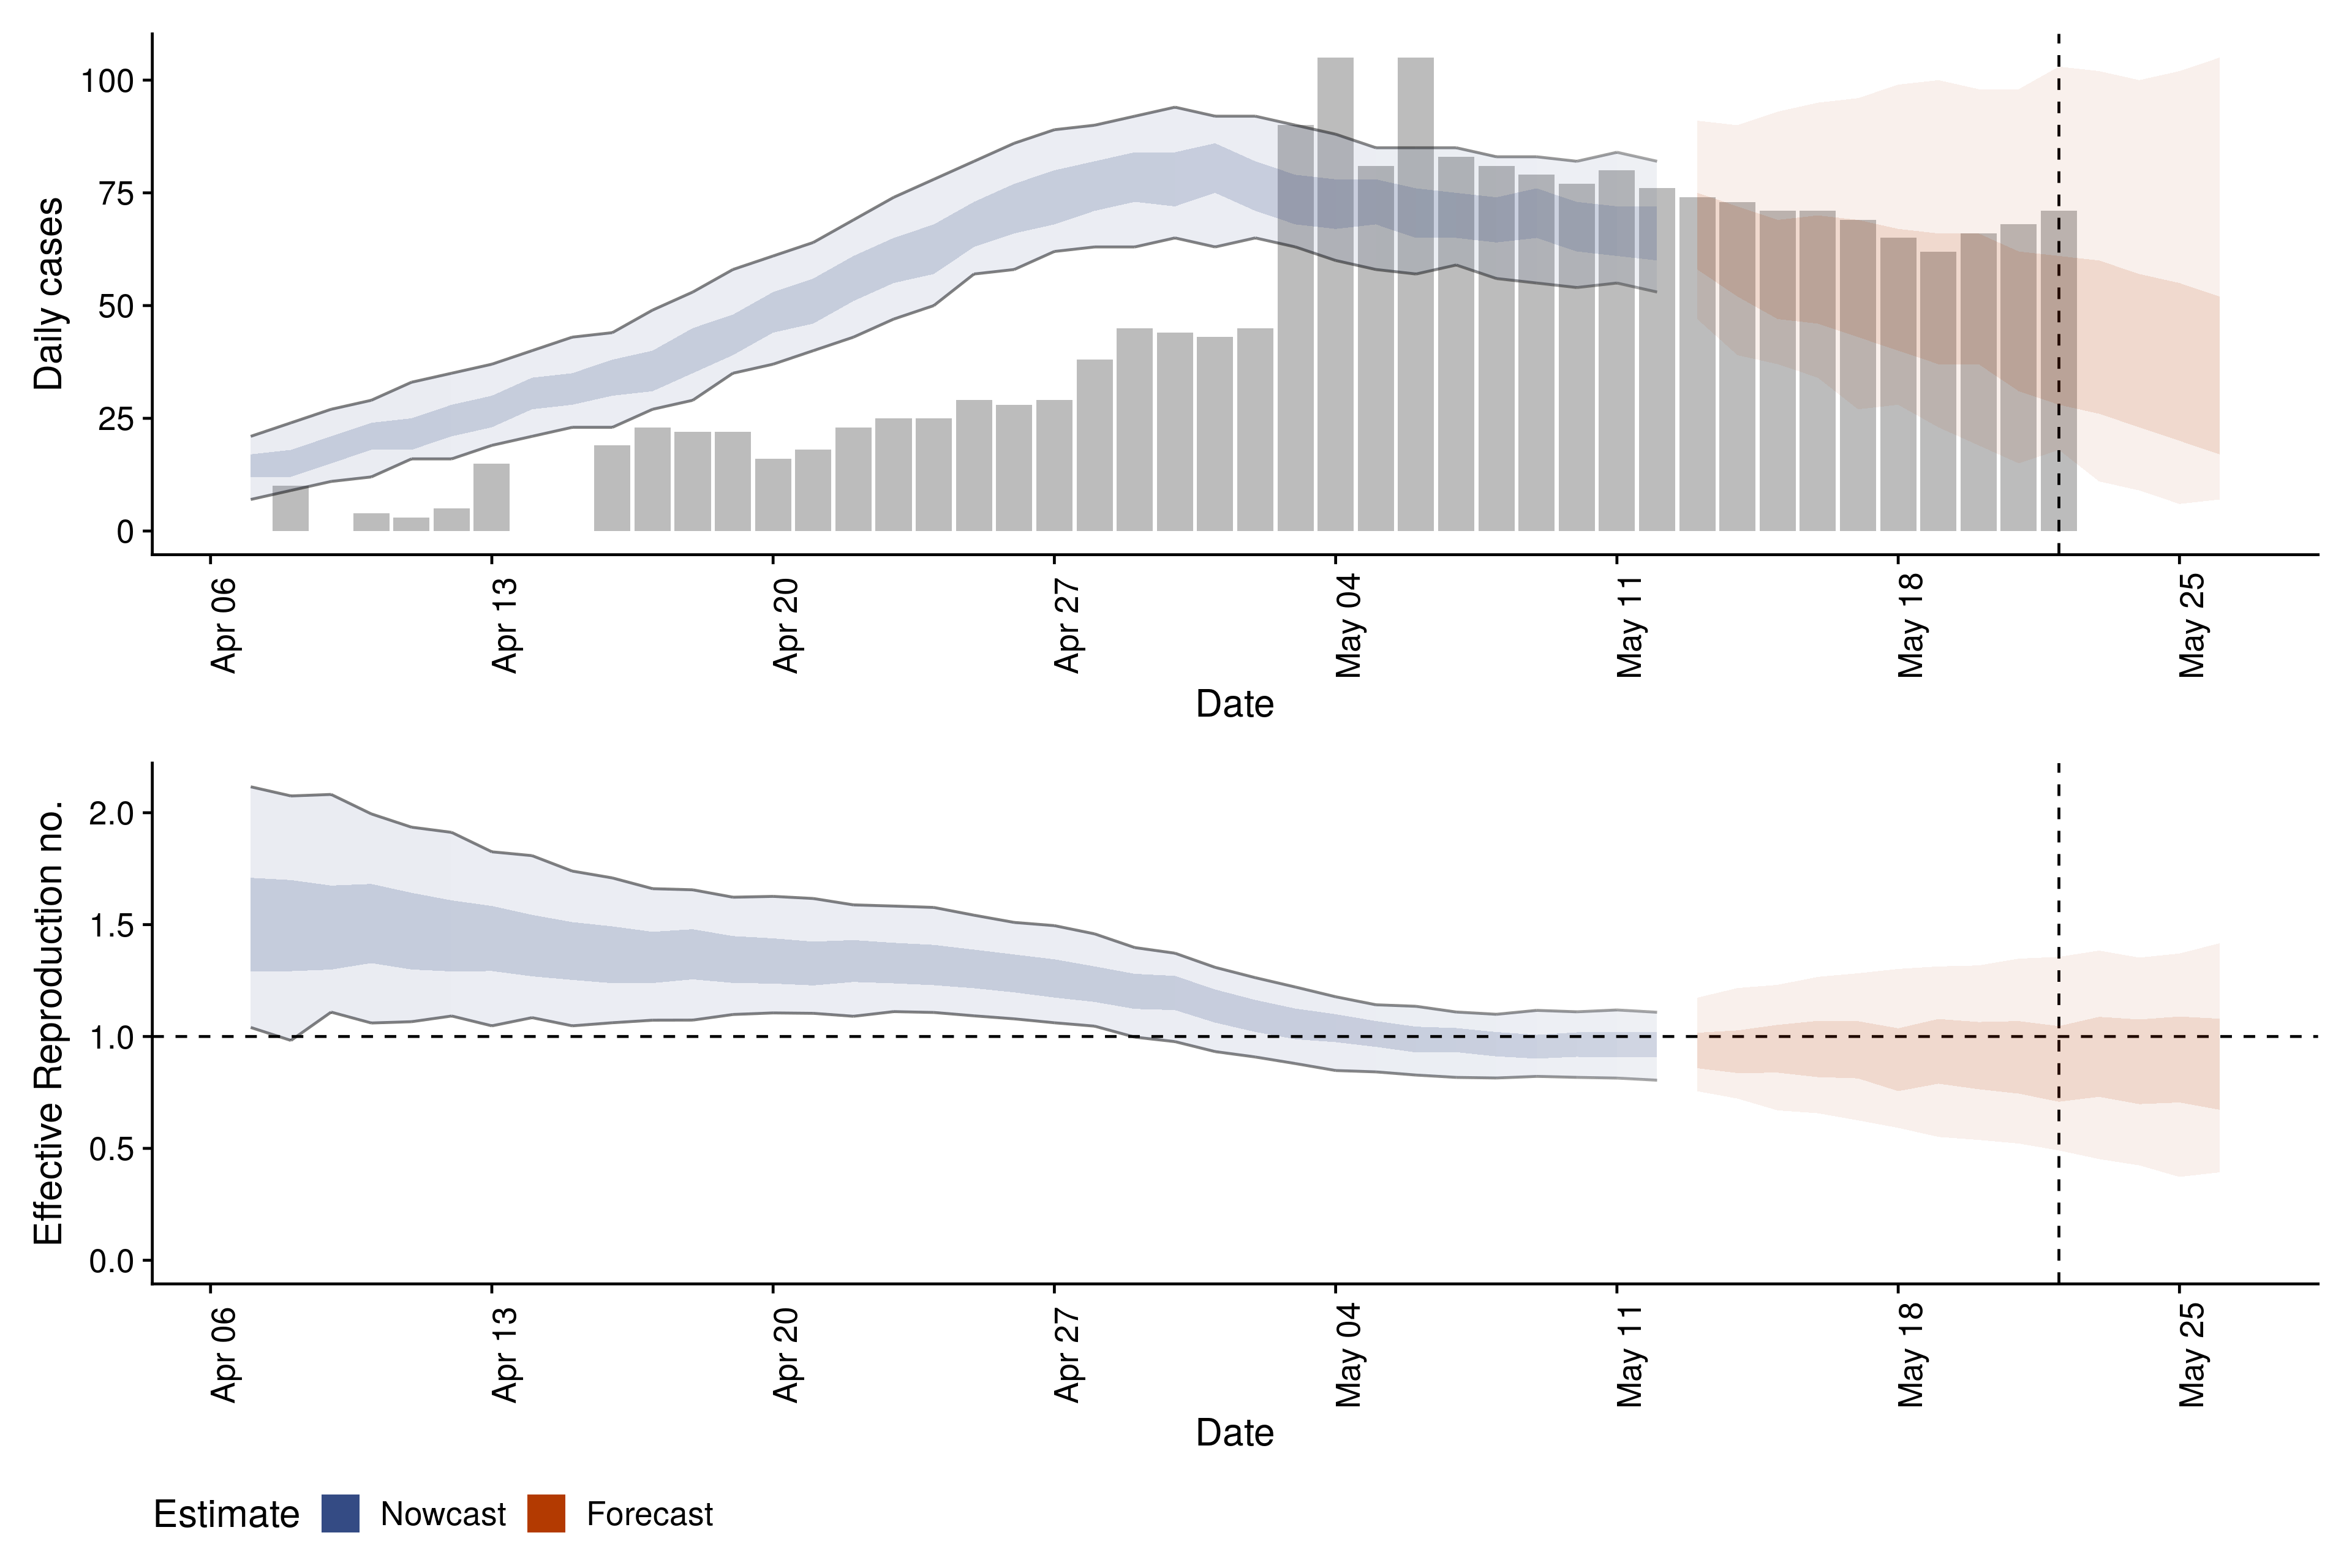 Daily cases
100
75
50
25
0
Apr 06
Apr 13
Apr 20
Apr 27
May 04
May 11
May 18
May 25
Date
Effective Reproduction no.
2.0
1.5
1.0
0.5
0.0
Apr 06
Apr 13
Apr 20
Apr 27
May 04
May 11
May 18
May 25
Date
Estimate Nowcast Forecast